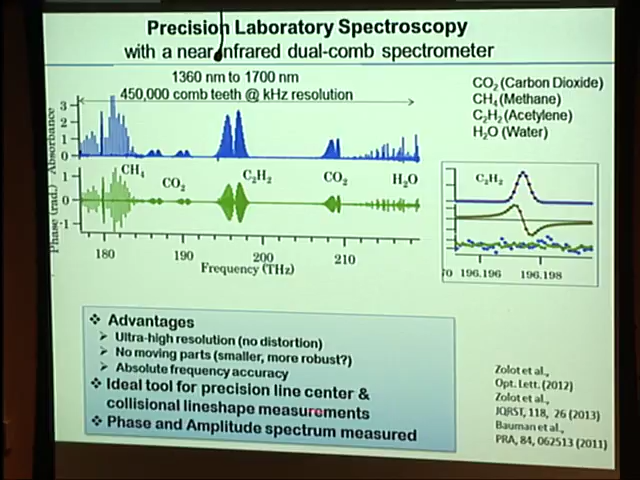 Precision Laboratory Spectroscopy
with a near infrared dual-comb spectrometer
1360 nm to 1700 nm
450,000 comb teeth @ kHz resolution
CO2 (Carbon Dioxide)
CH4 (Methane)
C2H2 (Acetylene)
H2O (Water)
Absorbance
3
2
1
0
CH4
CO2
C2H2
CO2
H2O
Phase (rad.)
1
0
-1
180
190
200
210
Frequency (THz)
C2H2
196.196
196.198
❖ Advantages
➢ Ultra-high resolution (no distortion)
➢ No moving parts (smaller, more robust?)
➢ Absolute frequency accuracy
❖ Ideal tool for precision line center &
collisional lineshape measurements
❖ Phase and Amplitude spectrum measured
Zolot et al.,
Opt. Lett. (2012)
Zolot et al.,
JQRST, 118, 26 (2013)
Bauman et al.,
PRA, 84, 062513 (2011)